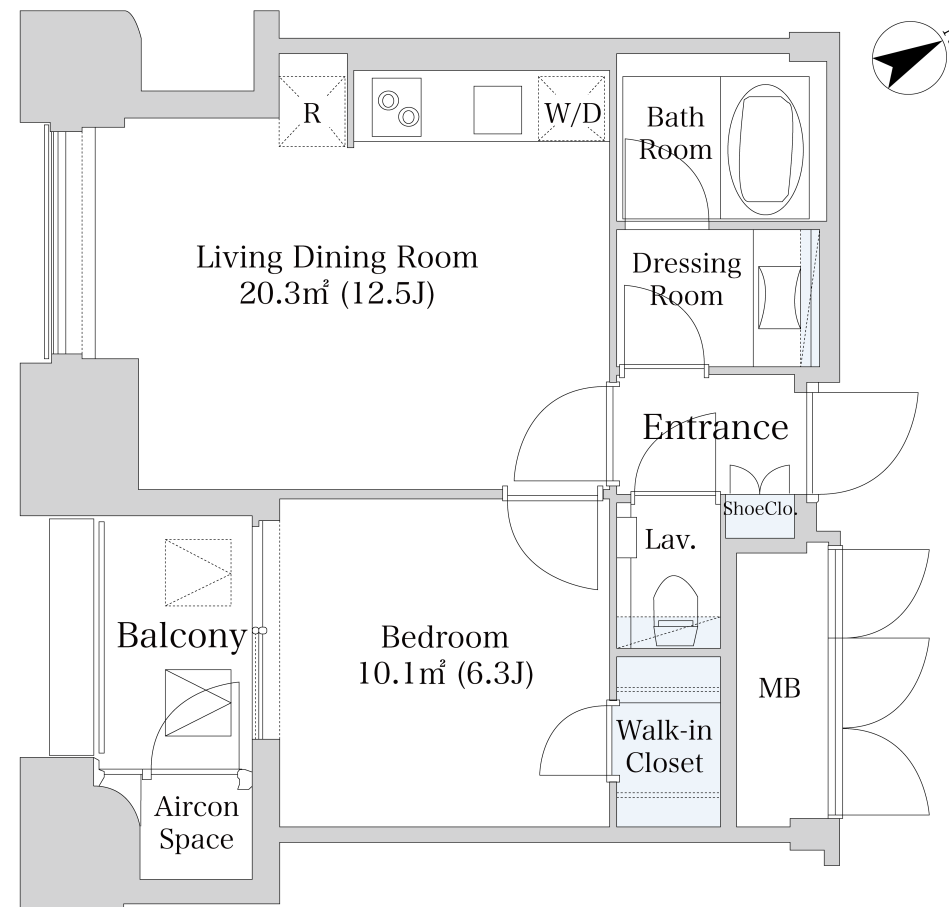 R
W/D
Bath
Room
Living Dining Room
20.3㎡ (12.5J)
Dressing
Room
Entrance
ShoeClo.
Lav.
Balcony
Bedroom
10.1㎡ (6.3J)
MB
Walk-in
Closet
Aircon
Space